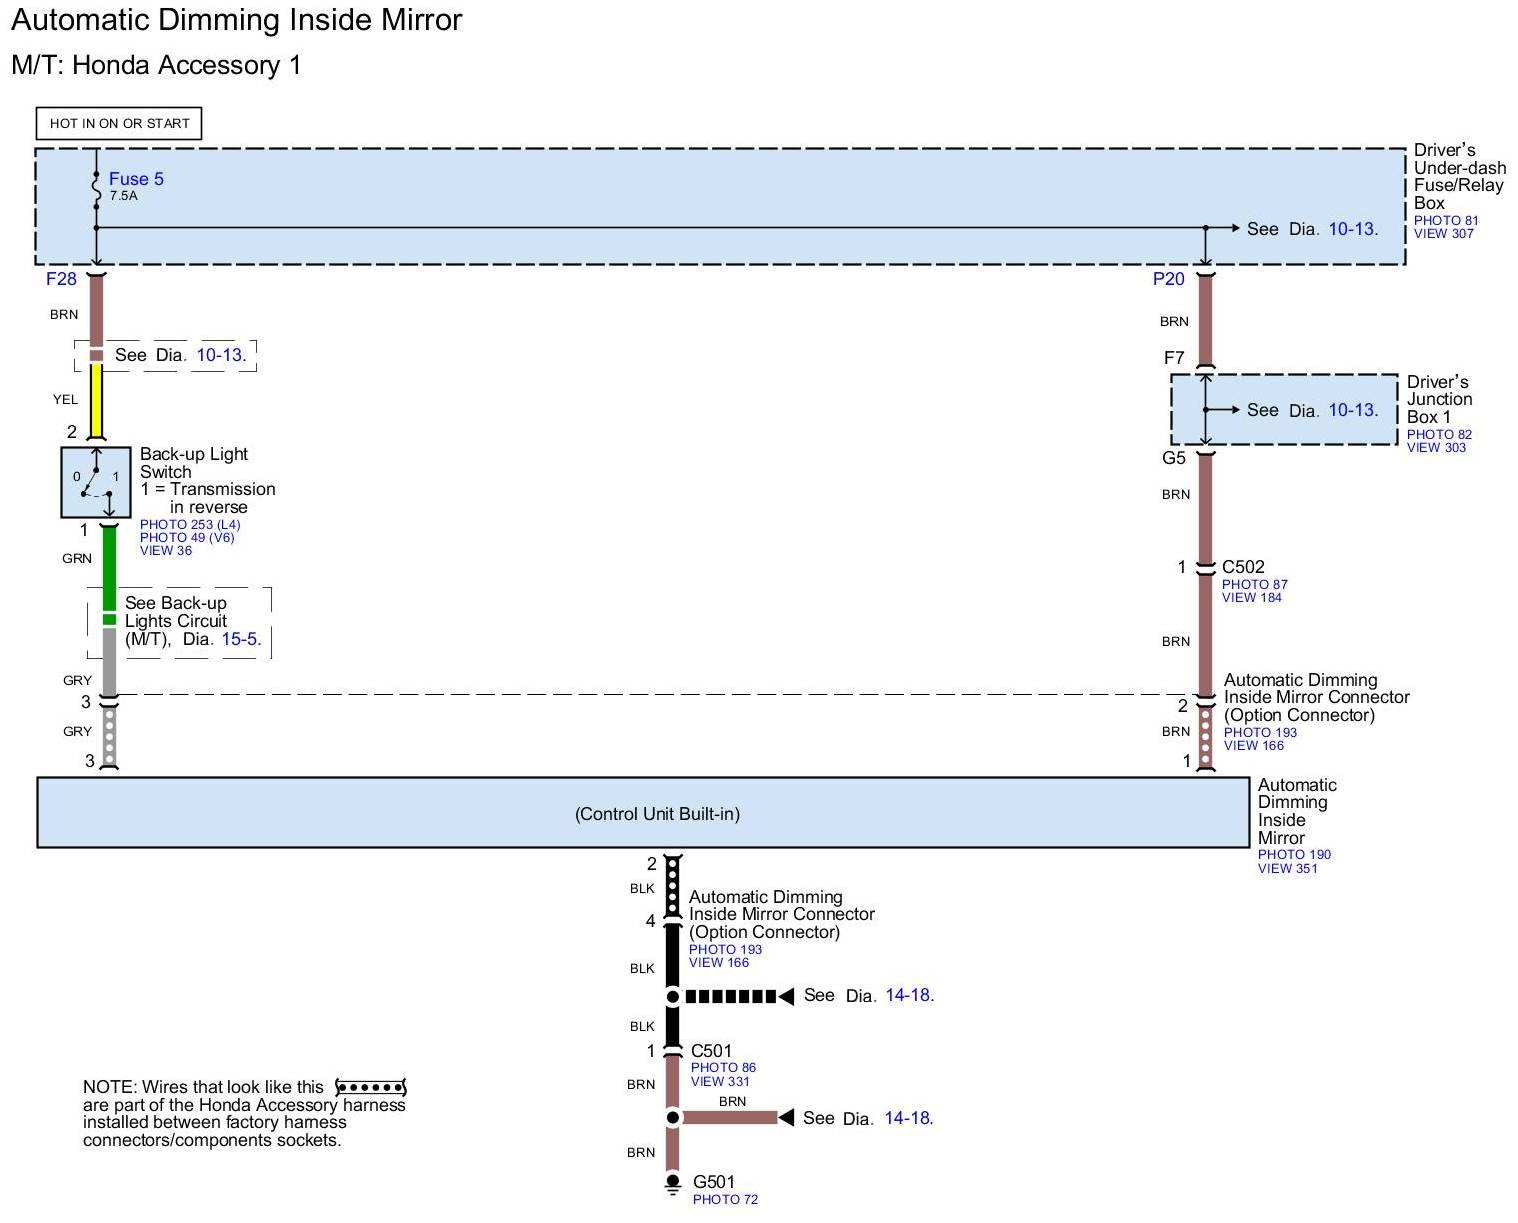 Automatic Dimming Inside Mirror
M/T: Honda Accessory 1
HOT IN ON OR START
Fuse 5
7.5A
See Dia. 10-13.
Driver's
Under-dash
Fuse/Relay
Box
PHOTO 81
VIEW 307
F28
BRN
See Dia. 10-13.
YEL
2
0 1
Back-up Light
Switch
1 = Transmission
in reverse
PHOTO 253 (L4)
PHOTO 49 (V6)
VIEW 36
1
GRN
See Back-up
Lights Circuit
(M/T), Dia. 15-5.
GRY
3
GRY
3
P20
BRN
F7
See Dia. 10-13.
Driver's
Junction
Box 1
PHOTO 82
VIEW 303
G5
BRN
1 C502
PHOTO 87
VIEW 184
BRN
2
Automatic Dimming
Inside Mirror Connector
(Option Connector)
PHOTO 193
VIEW 166
BRN
1
(Control Unit Built-in)
Automatic
Dimming
Inside
Mirror
PHOTO 190
VIEW 351
2
BLK
4
Automatic Dimming
Inside Mirror Connector
(Option Connector)
PHOTO 193
VIEW 166
BLK
See Dia. 14-18.
BLK
1 C501
PHOTO 86
VIEW 331
BRN
BRN
See Dia. 14-18.
BRN
G501
PHOTO 72
NOTE: Wires that look like this
are part of the Honda Accessory harness
installed between factory harness
connectors/components sockets.